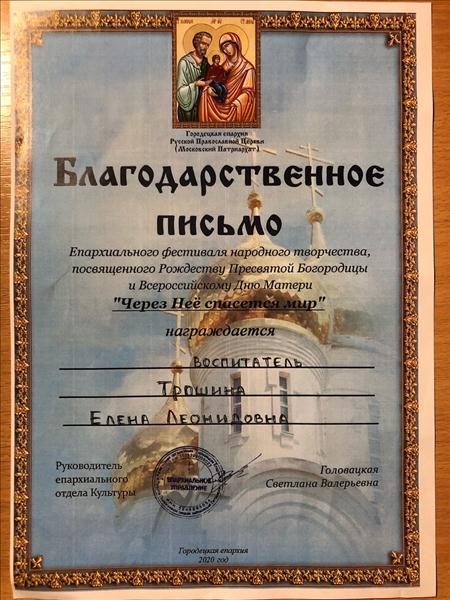 Городецкая епархия
Русской Православной Церкви
(Московский Патриархат)
Благодарственное
письмо
Епархиального фестиваля народного творчества,
посвященного Рождеству Пресвятой Богородицы
и Всероссийскому Дню Матери
"Через Неё спасется мир"
награждается
воспитатель
Трошина
Елена Леонидовна
Руководитель
епархиального
отдела Культуры
ЕПАРХИАЛЬНОЕ
УПРАВЛЕНИЕ
Головацкая
Светлана Валерьевна
Городецкая епархия
2020 год